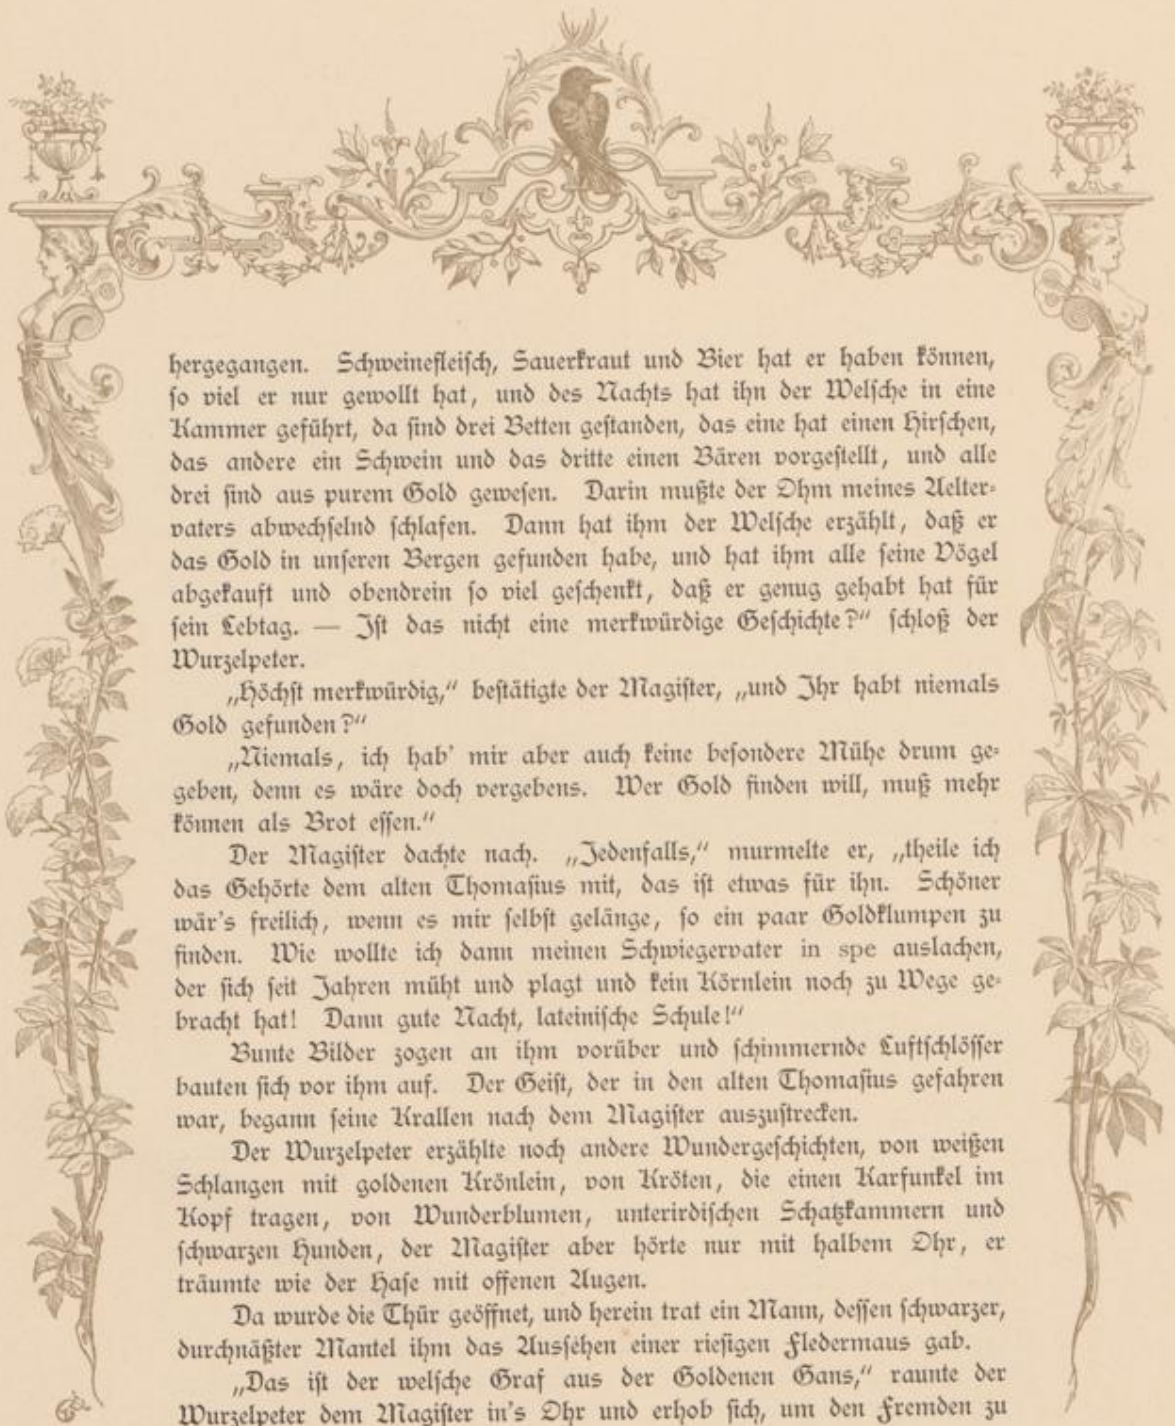 hergegangen. Schweinefleisch, Sauerkraut und Bier hat er haben können,
so viel er nur gewollt hat, und des Nachts hat ihn der Welsche in eine
Kammer geführt, da sind drei Betten gestanden, das eine hat einen Hirschen,
das andere ein Schwein und das dritte einen Bären vorgestellt, und alle
drei sind aus purem Gold gewesen. Darin mußte der Ohm meines Aelter-
vaters abwechselnd schlafen. Dann hat ihm der Welsche erzählt, daß er
das Gold in unseren Bergen gefunden habe, und hat ihm alle seine Vögel
abgekauft und obendrein so viel geschenkt, daß er genug gehabt hat für
sein Lebtag. — Ist das nicht eine merkwürdige Geschichte?“ schloß der
Wurzelpeter.
„Höchst merkwürdig,“ bestätigte der Magister, „und Ihr habt niemals
Gold gefunden?“
„Niemals, ich hab' mir aber auch keine besondere Mühe drum ge-
geben, denn es wäre doch vergebens. Wer Gold finden will, muß mehr
können als Brot essen.“
Der Magister dachte nach. „Jedenfalls,“ murmelte er, „theile ich
das Gehörte dem alten Thomasius mit, das ist etwas für ihn. Schöner
wär's freilich, wenn es mir selbst gelänge, so ein paar Goldklumpen zu
finden. Wie wollte ich dann meinen Schwiegervater in spe auslachen,
der sich seit Jahren müht und plagt und kein Körnlein noch zu Wege ge-
bracht hat! Dann gute Nacht, lateinische Schule!“
Bunte Bilder zogen an ihm vorüber und schimmernde Luftschlösser
bauten sich vor ihm auf. Der Geist, der in den alten Thomasius gefahren
war, begann seine Krallen nach dem Magister auszustrecken.
Der Wurzelpeter erzählte noch andere Wundergeschichten, von weißen
Schlangen mit goldenen Krönlein, von Kröten, die einen Karfunkel im
Kopf tragen, von Wunderblumen, unterirdischen Schatzkammern und
schwarzen Hunden, der Magister aber hörte nur mit halbem Ohr, er
träumte wie der Hase mit offenen Augen.
Da wurde die Thür geöffnet, und herein trat ein Mann, dessen schwarzer,
durchnäßter Mantel ihm das Aussehen einer riesigen Fledermaus gab.
„Das ist der welsche Graf aus der Goldenen Gans,“ raunte der
Wurzelpeter dem Magister in's Ohr und erhob sich, um den Fremden zu